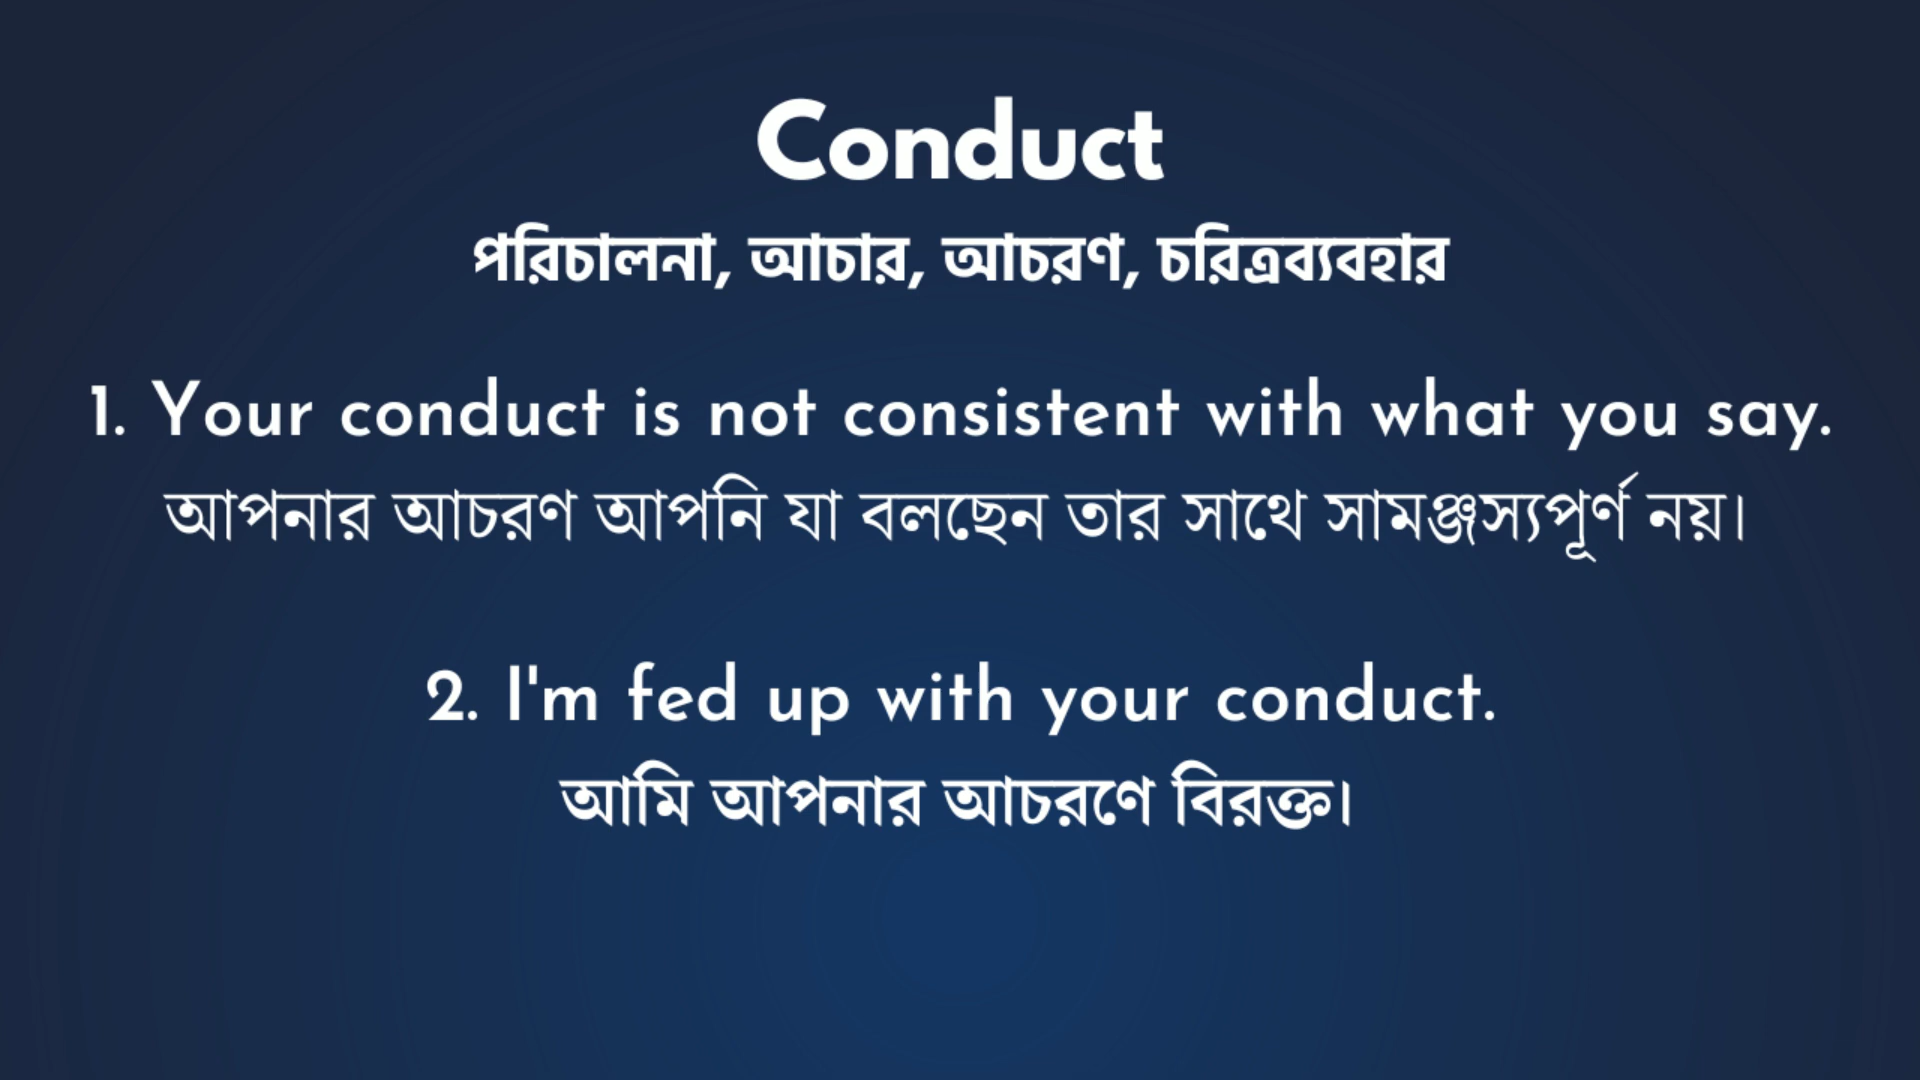 Conduct
পরিচালনা, আচার, আচরণ, চরিত্রব্যবহার
1. Your conduct is not consistent with what you say.
আপনার আচরণ আপনি যা বলছেন তার সাথে সামঞ্জস্যপূর্ণ নয়।
2. I'm fed up with your conduct.
আমি আপনার আচরণে বিরক্ত।